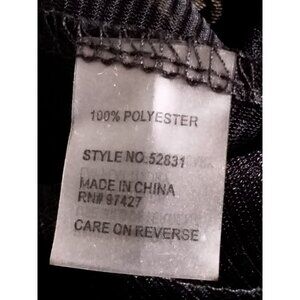 100% POLYESTER
STYLE NO.52831
MADE IN CHINA
RN# 97427
CARE ON REVERSE